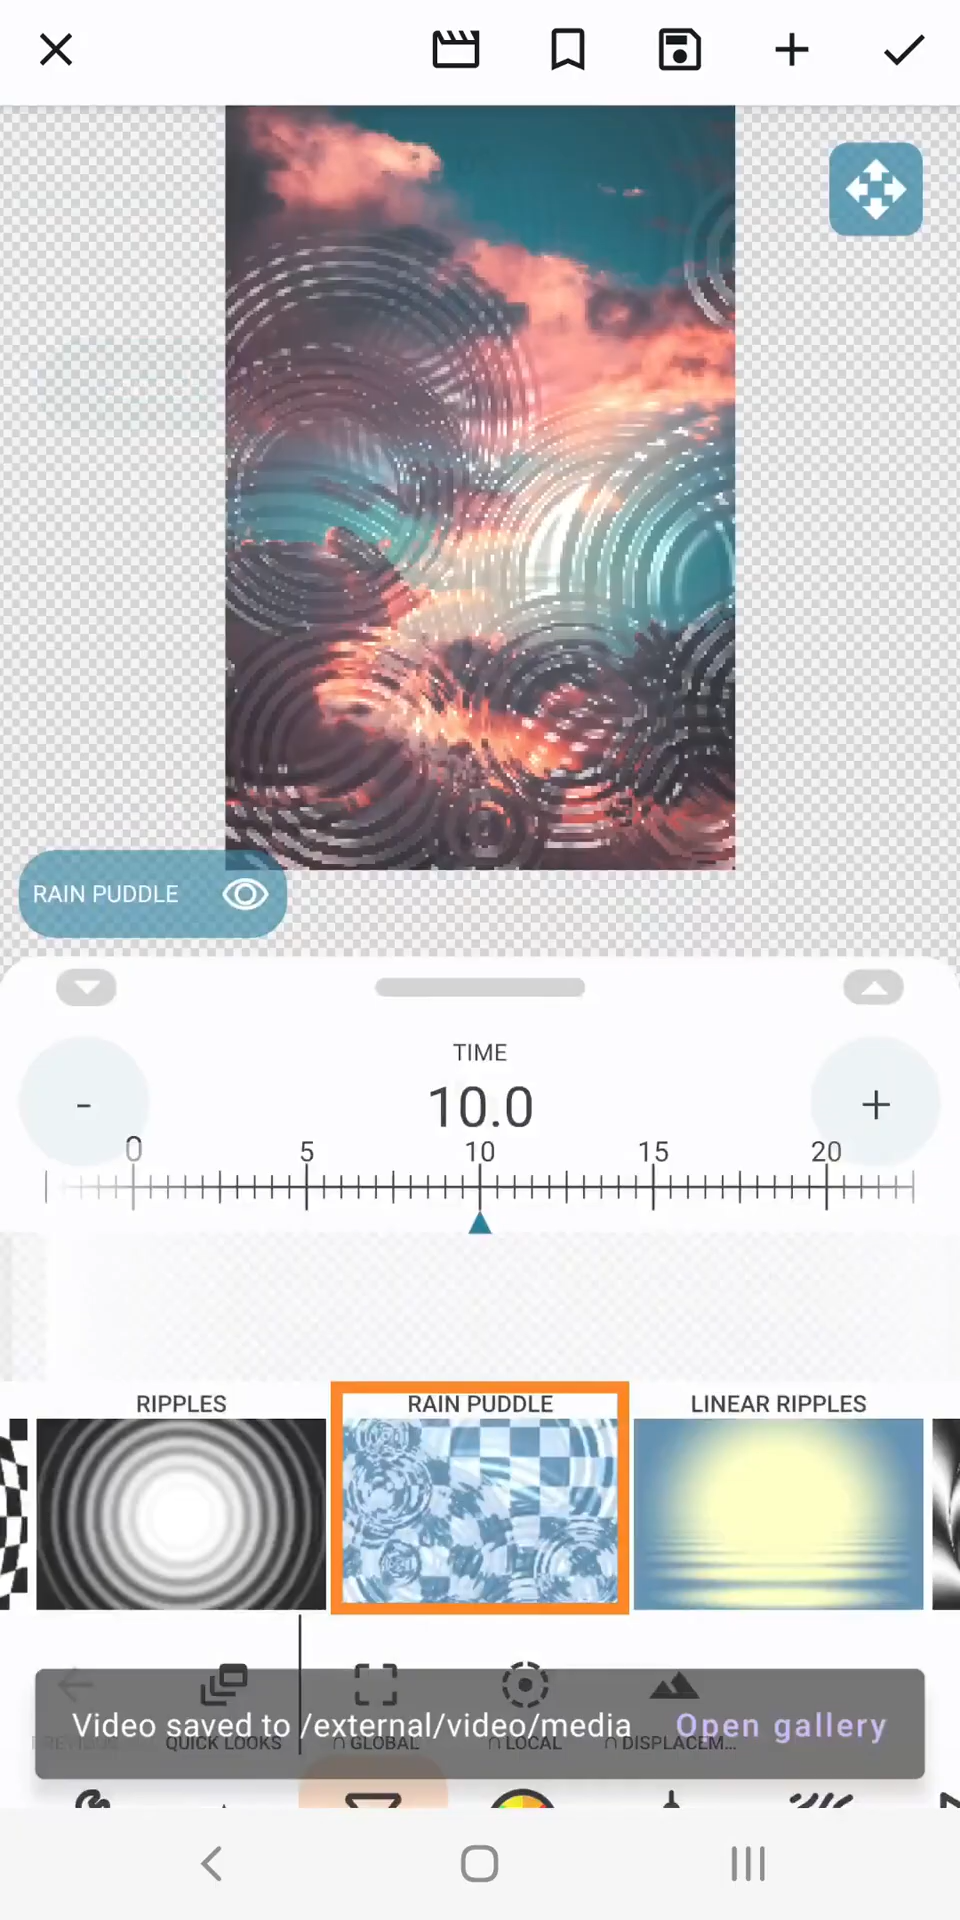 RAIN PUDDLE
TIME
-
10.0
+
0 5 10 15 20
RIPPLES
RAIN PUDDLE
LINEAR RIPPLES
Video saved to /external/video/media
Open gallery
QUICK LOOKS
GLOBAL
LOCAL
DISPLACEM...